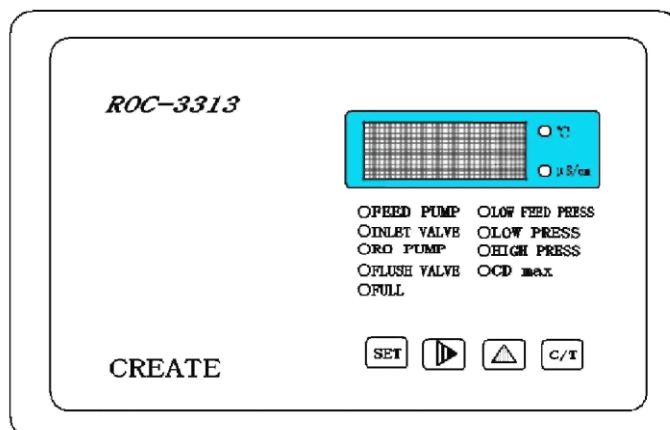 ROC-3313
℃
μS/cm
FEED PUMP LOW FEED PRESS
INLET VALVE LOW PRESS
RO PUMP HIGH PRESS
FLUSH VALVE CD max
FULL
SET C/T
CREATE